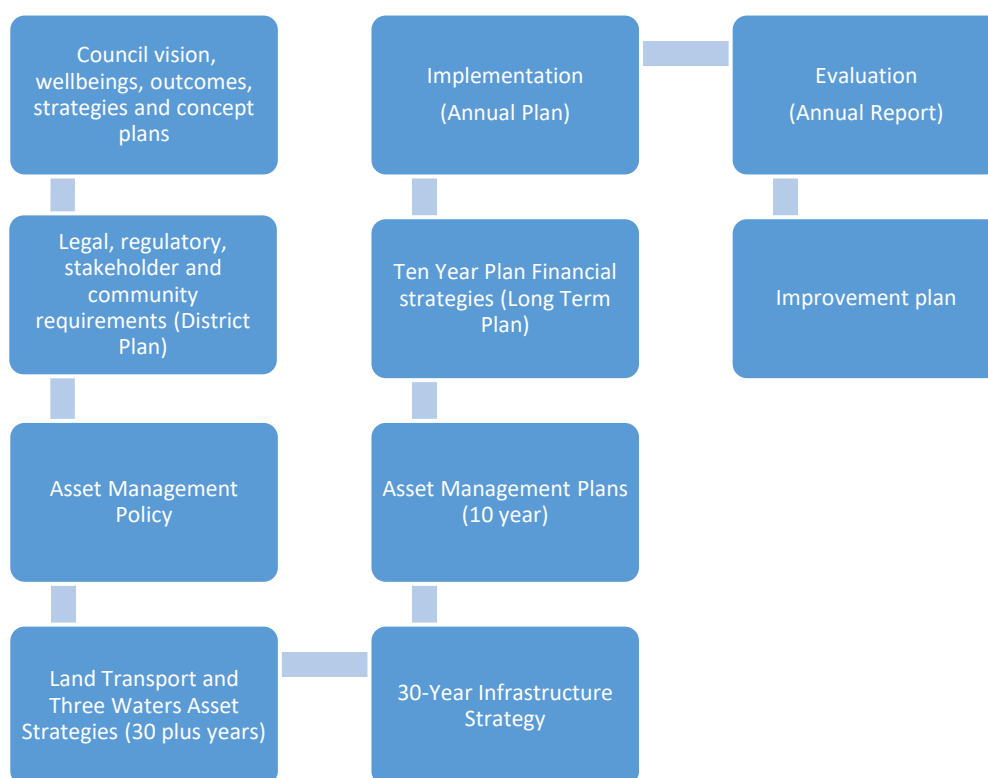 Council vision,
wellbeings, outcomes,
strategies and concept
plans
Legal, regulatory,
stakeholder and
community
requirements (District
Plan)
Asset Management
Policy
Land Transport and
Three Waters Asset
Strategies (30 plus years)
30-Year Infrastructure
Strategy
Asset Management Plans
(10 year)
Ten Year Plan Financial
strategies (Long Term
Plan)
Implementation
(Annual Plan)
Evaluation
(Annual Report)
Improvement plan